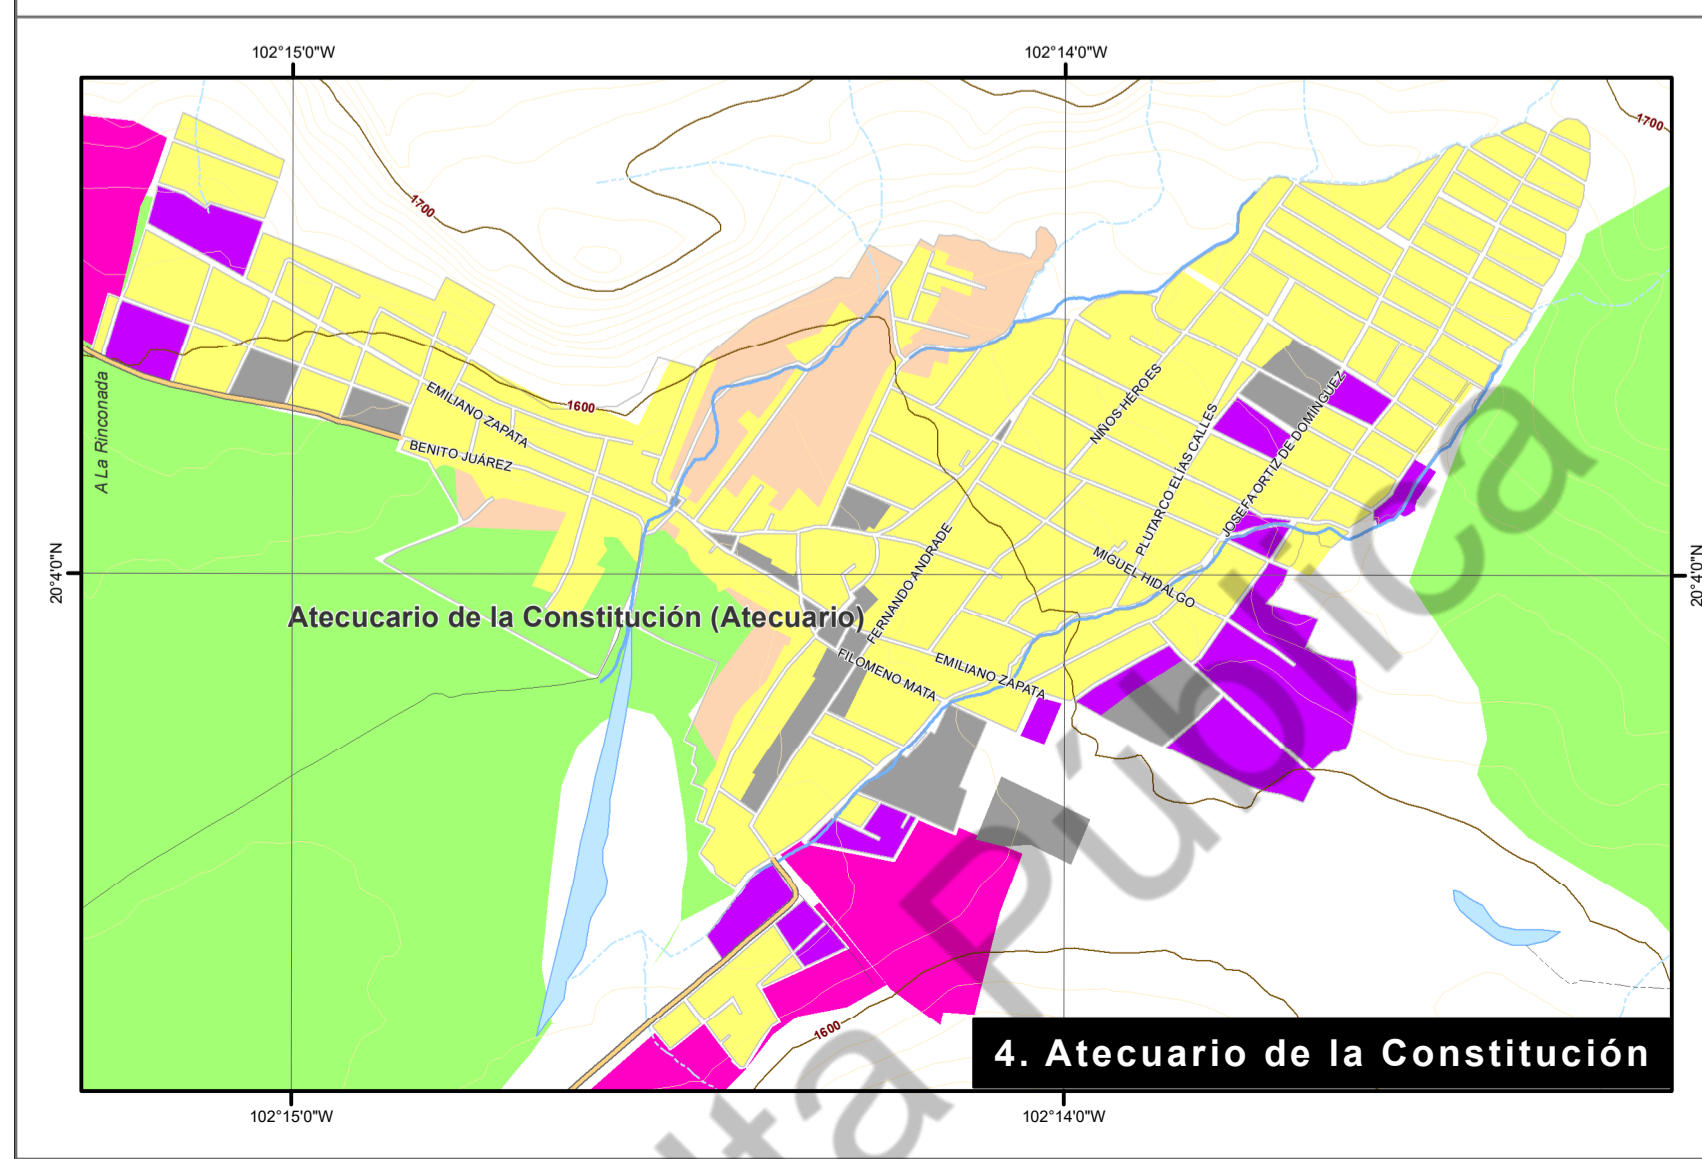 102°15'0"W
102°14'0"W
1700
1700
A La Rinconada
1600
EMILIANO ZAPATA
BENITO JUÁREZ
NIÑOS HÉROES
PLUTARCO ELÍAS CALLES
JOSEFA ORTIZ DE DOMÍNGUEZ
20°4'0"N
20°4'0"N
MIGUEL HIDALGO
FERNANDO ANDRADE
Atecucario de la Constitución (Atecuario)
FILOMENO MATA
EMILIANO ZAPATA
1600
ta Pública
4. Atecuario de la Constitución
102°15'0"W
102°14'0"W